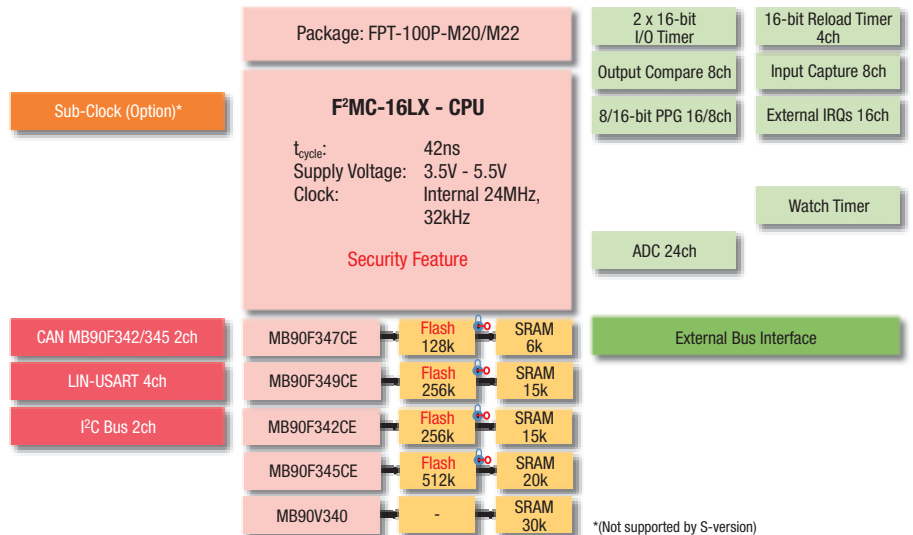 Package: FPT-100P-M20/M22
2 x 16-bit
I/O Timer
16-bit Reload Timer
4ch
Output Compare 8ch
Input Capture 8ch
Sub-Clock (Option)*
F²MC-16LX - CPU
8/16-bit PPG 16/8ch
External IRQs 16ch
tcycle: 42ns
Supply Voltage: 3.5V - 5.5V
Clock: Internal 24MHz,
32kHz
Watch Timer
Security Feature
ADC 24ch
CAN MB90F342/345 2ch
MB90F347CE
Flash
128k
SRAM
6k
External Bus Interface
LIN-USART 4ch
MB90F349CE
Flash
256k
SRAM
15k
I²C Bus 2ch
MB90F342CE
Flash
256k
SRAM
15k
MB90F345CE
Flash
512k
SRAM
20k
MB90V340
-
SRAM
30k
*(Not supported by S-version)